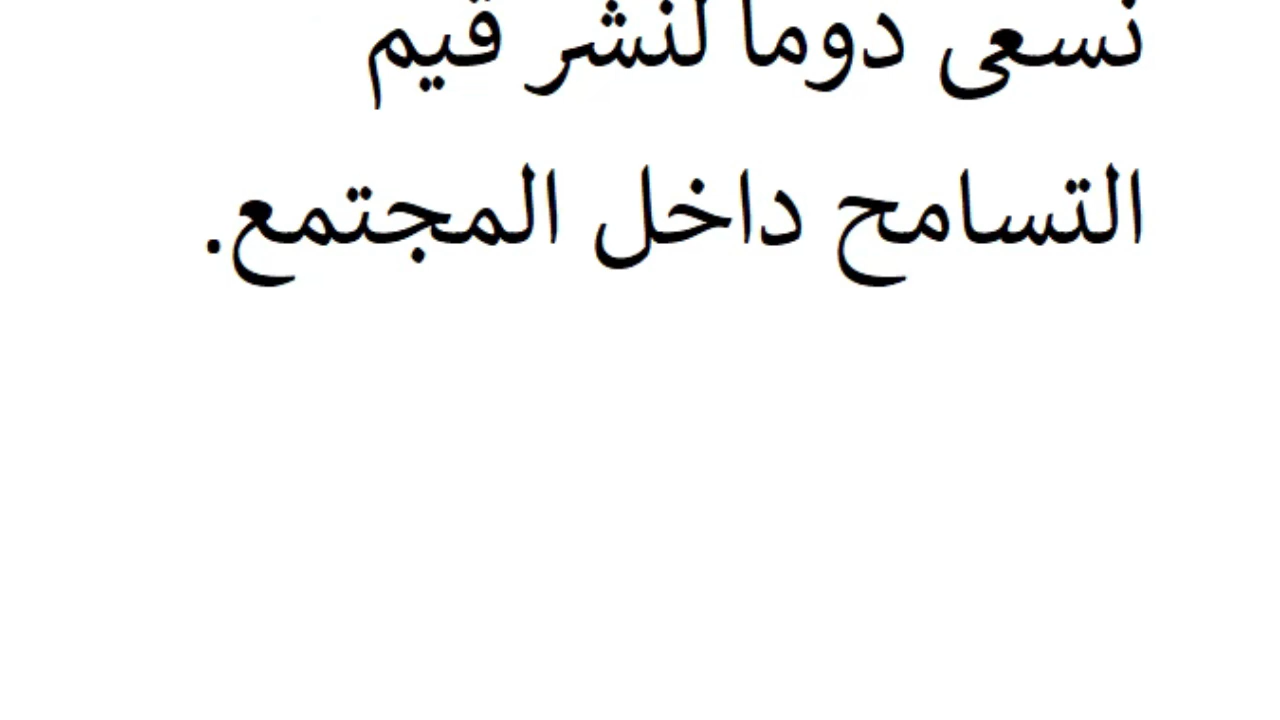 نسعى دوما لنشر قيم
التسامح داخل المجتمع.